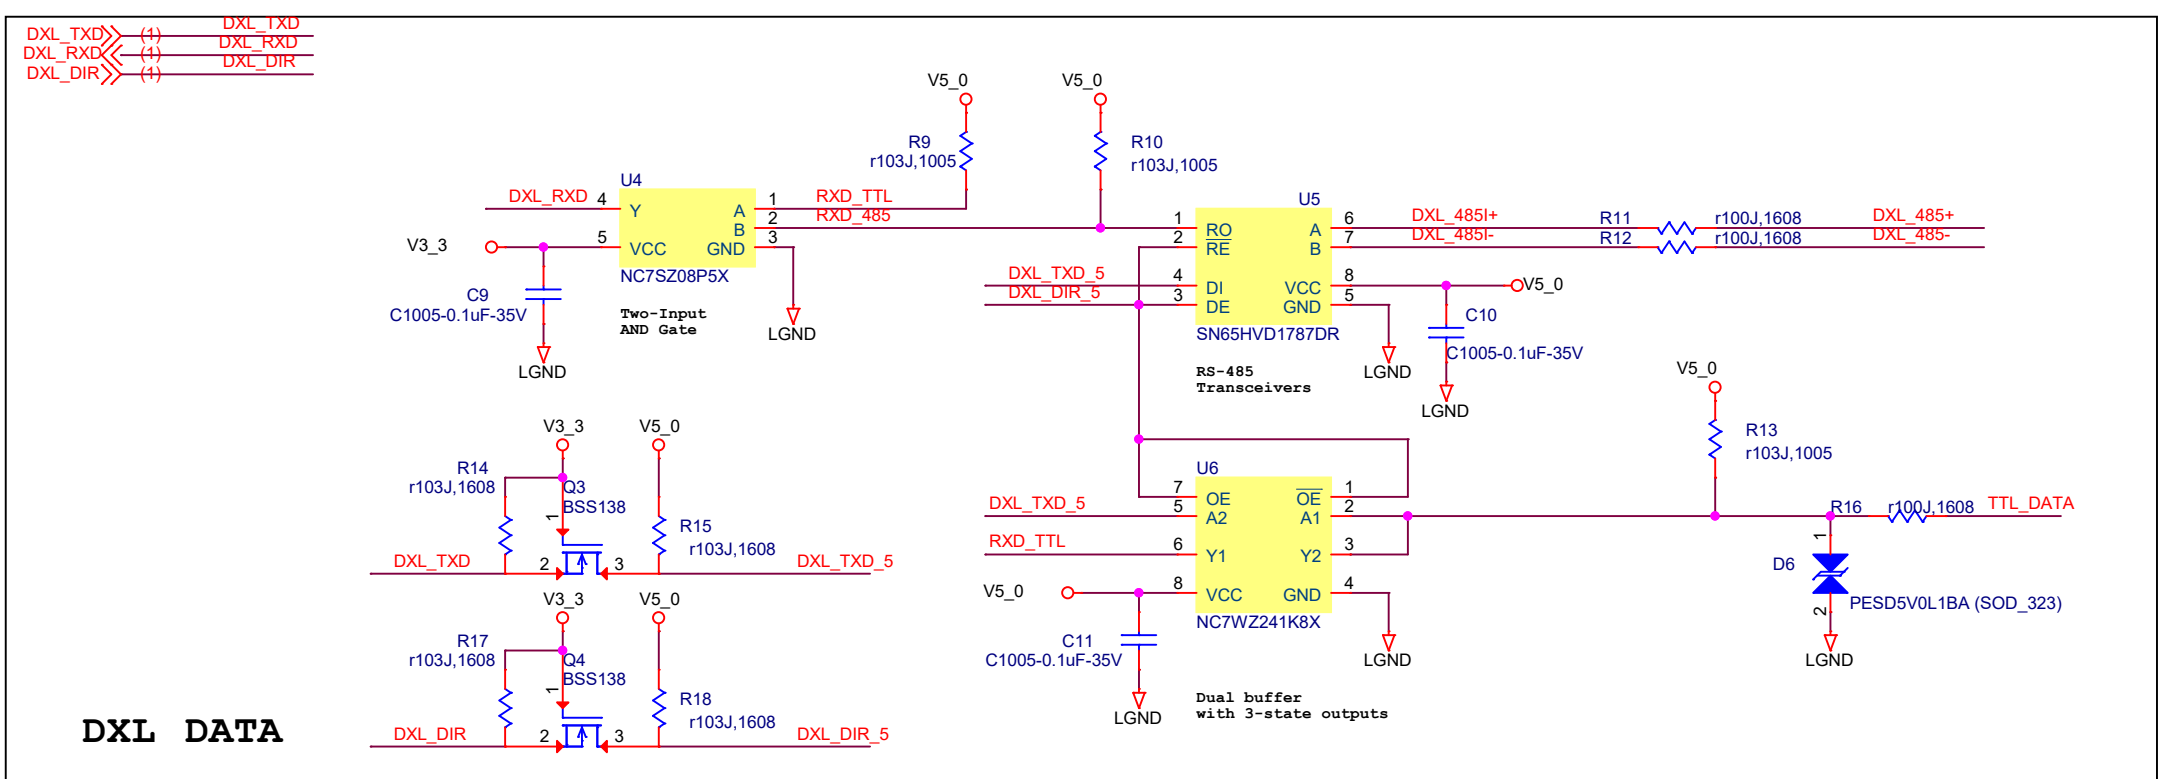 DXL_TXD (1) DXL_TXD
DXL_RXD (1) DXL_RXD
DXL_DIR (1) DXL_DIR
V5_0
R9
r103J,1005
V5_0
R10
r103J,1005
U4
DXL_RXD 4 Y A 1 RXD_TTL
B 2 RXD_485
V3_3 5 VCC GND 3
NC7SZ08P5X
C9
C1005-0.1uF-35V
LGND
Two-Input
AND Gate
LGND
U5
1 RO A 6 DXL_485I+ R11 r100J,1608 DXL_485+
2 RE B 7 DXL_485I- R12 r100J,1608 DXL_485-
DXL_TXD_5 4 DI VCC 8 V5_0
DXL_DIR_5 3 DE GND 5
SN65HVD1787DR
C10
C1005-0.1uF-35V
LGND
LGND
RS-485
Transceivers
V5_0
R13
r103J,1005
V3_3 V5_0
R14
r103J,1608
Q3
BSS138
1
R15
r103J,1608
DXL_TXD 2 3 DXL_TXD_5
U6
7 OE OE 1
DXL_TXD_5 5 A2 A1 2 R16 r100J,1608 TTL_DATA
RXD_TTL 6 Y1 Y2 3
V5_0 8 VCC GND 4
NC7WZ241K8X
1
D6
PESD5V0L1BA (SOD_323)
2
LGND
C11
C1005-0.1uF-35V
LGND
LGND
Dual buffer
with 3-state outputs
V3_3 V5_0
R17
r103J,1608
Q4
BSS138
1
R18
r103J,1608
DXL_DIR 2 3 DXL_DIR_5
DXL DATA